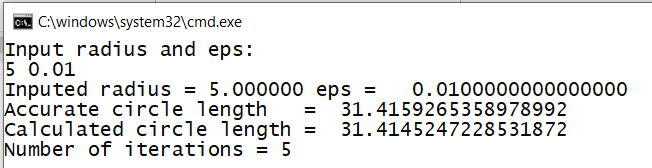 C:\windows\system32\cmd.exe
Input radius and eps:
5 0.01
Inputed radius = 5.000000 eps =   0.0100000000000000
Accurate circle length   =  31.4159265358978992
Calculated circle length =  31.4145247228531872
Number of iterations = 5